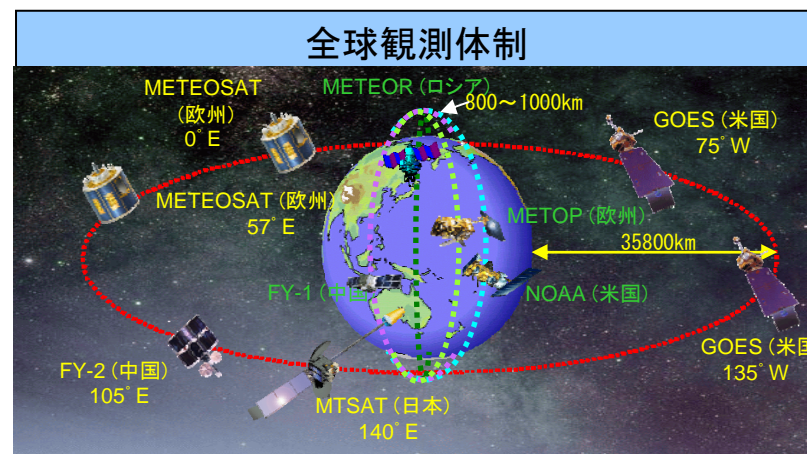 全球観測体制
METEOSAT
(欧州)
0°E
METEOR (ロシア)
800~1000km
GOES (米国)
75°W
METEOSAT (欧州)
57°E
METOP (欧州)
35800km
FY-1 (中国
NOAA (米国)
FY-2 (中国)
105°E
MTSAT (日本)
140°E
GOES (米国
135°W